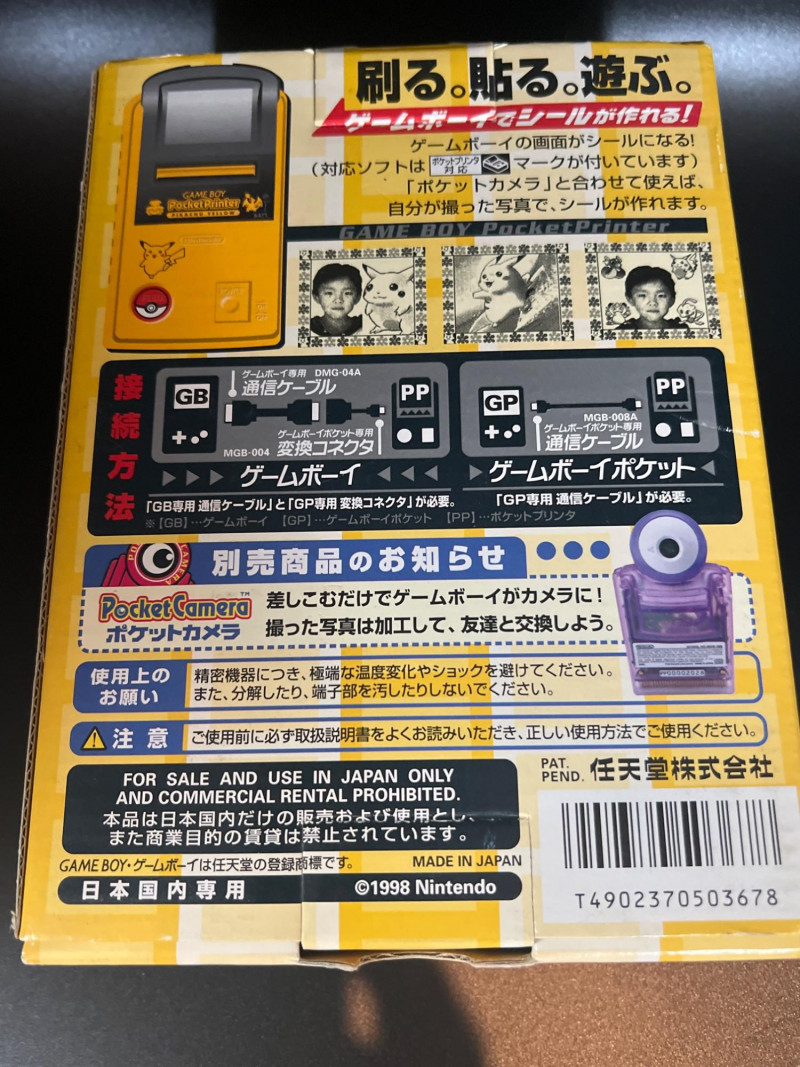 刷る。貼る。遊ぶ。
ゲームボーイでシールが作れる!
ゲームボーイの画面がシールになる!
(対応ソフトは ポケットプリンタ対応 マークが付いています)
「ポケットカメラ」と合わせて使えば、
自分が撮った写真で、シールが作れます。
GAME BOY
PocketPrinter
PIKACHU YELLOW
GAME BOY PocketPrinter
接続方法
GB
ゲームボーイ専用 DMG-04A
通信ケーブル
MGB-004
ゲームボーイポケット専用
変換コネクタ
PP
ゲームボーイ
GP
MGB-008A
ゲームボーイポケット専用
通信ケーブル
PP
ゲームボーイポケット
「GB専用 通信ケーブル」と「GP専用 変換コネクタ」が必要。
「GP専用 通信ケーブル」が必要。
※【GB】…ゲームボーイ 【GP】…ゲームボーイポケット 【PP】…ポケットプリンタ
別売商品のお知らせ
PocketCamera™
ポケットカメラ
差しこむだけでゲームボーイがカメラに!
撮った写真は加工して、友達と交換しよう。
使用上の
お願い
精密機器につき、極端な温度変化やショックを避けてください。
また、分解したり、端子部を汚したりしないでください。
注意
ご使用前に必ず取扱説明書をよくお読みいただき、正しい使用方法でご使用ください。
FOR SALE AND USE IN JAPAN ONLY
AND COMMERCIAL RENTAL PROHIBITED.
本品は日本国内だけの販売および使用とし、
また商業目的の賃貸は禁止されています。
PAT.
PEND.
任天堂株式会社
GAME BOY・ゲームボーイは任天堂の登録商標です。
MADE IN JAPAN
日本国内専用
©1998 Nintendo
T4902370503678